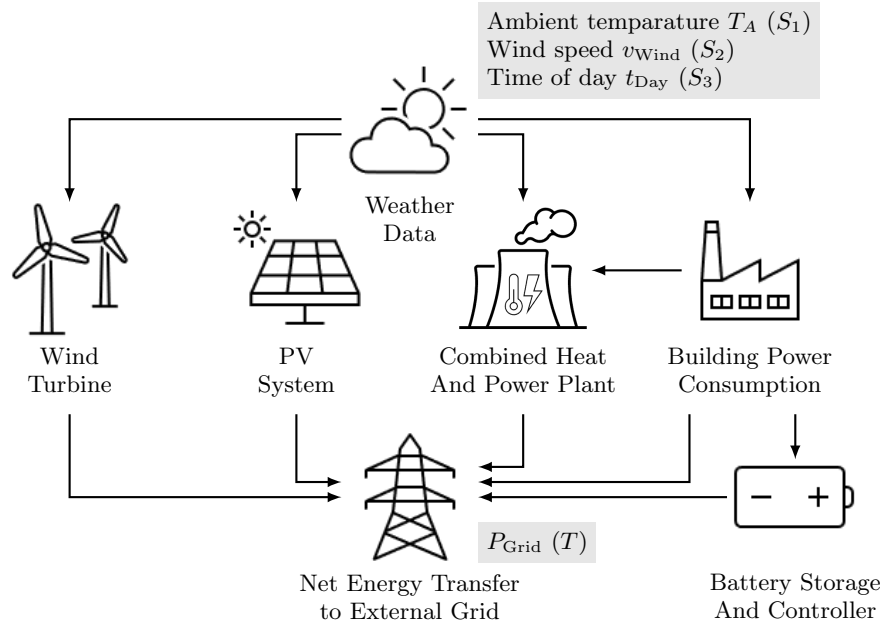 Ambient temparature T_A (S_1)
Wind speed v_Wind (S_2)
Time of day t_Day (S_3)
Weather
Data
Wind
Turbine
PV
System
Combined Heat
And Power Plant
Building Power
Consumption
P_Grid (T)
Net Energy Transfer
to External Grid
Battery Storage
And Controller